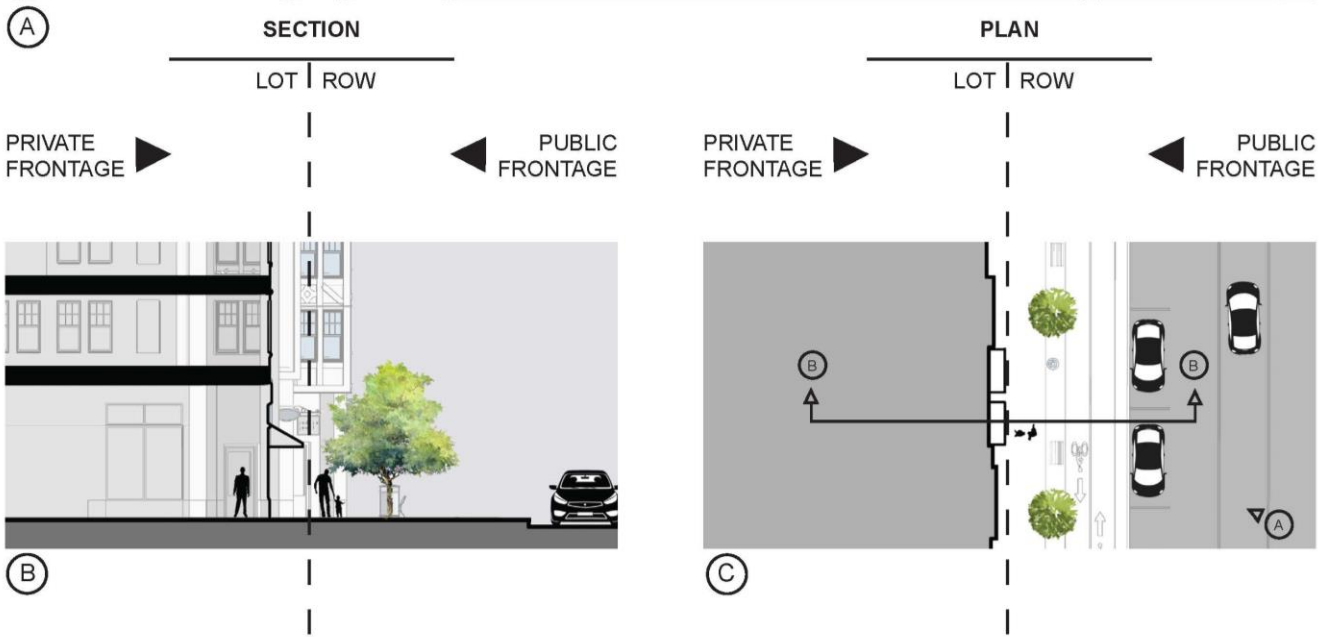 A
SECTION
LOT ROW
PRIVATE
FRONTAGE
PUBLIC
FRONTAGE
PLAN
LOT ROW
PRIVATE
FRONTAGE
PUBLIC
FRONTAGE
B
B
A
B
C